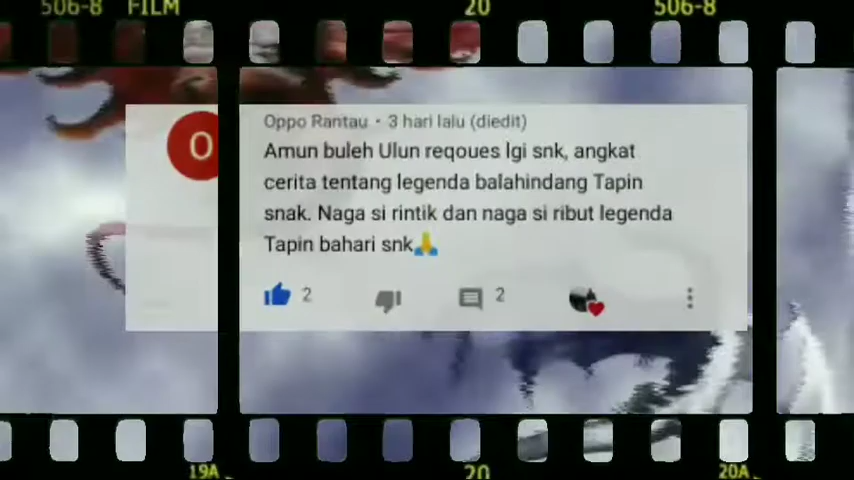 506-8 FILM 20 506-8
O
Oppo Rantau • 3 hari lalu (diedit)
Amun buleh Ulun reqoues lgi snk, angkat
cerita tentang legenda balahindang Tapin
snak. Naga si rintik dan naga si ribut legenda
Tapin bahari snk🙏
2 2
19A 20 20A